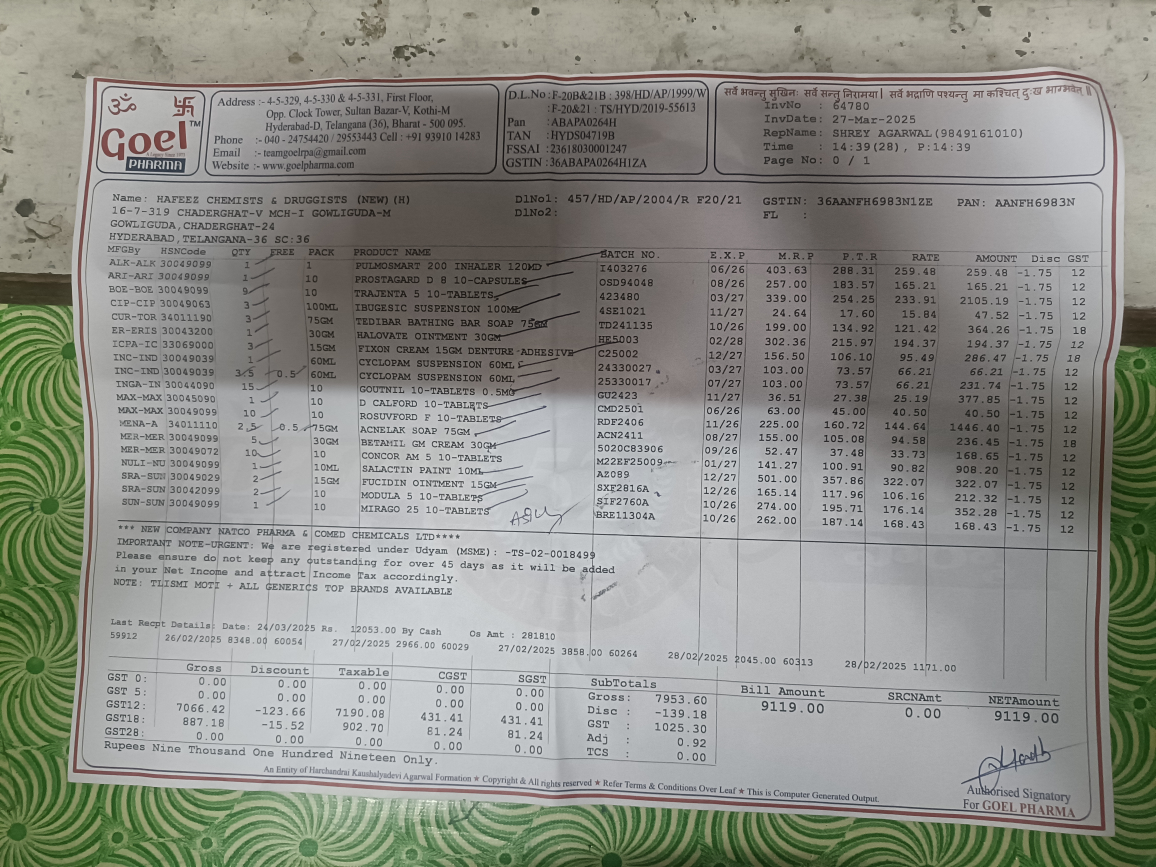 ॐ 卐
Goel™
PHARMA
Address :- 4-5-329, 4-5-330 & 4-5-331, First Floor,
Opp. Clock Tower, Sultan Bazar-V, Kothi-M
Hyderabad-D, Telangana (36), Bharat - 500 095.
Phone :- 040 - 24754420 / 29553443 Cell : +91 93910 14283
Email :- teamgoelrpa@gmail.com
Website :- www.goelpharma.com
D.L.No :F-20B&21B : 398/HD/AP/1999/W
:F-20&21 : TS/HYD/2019-55613
Pan :ABAPA0264H
TAN :HYDS04719B
FSSAI :23618030001247
GSTIN :36ABAPA0264H1ZA
सर्वे भवन्तु सुखिनः सर्वे सन्तु निरामया। सर्वे भद्राणि पश्यन्तु मा कश्चित् दुःख भाग्भवेत् ॥
InvNo : 64780
InvDate: 27-Mar-2025
RepName: SHREY AGARWAL(9849161010)
Time : 14:39(28) , P:14:39
Page No: 0 / 1
Name: HAFEEZ CHEMISTS & DRUGGISTS (NEW)(H) DlNo1: 457/HD/AP/2004/R F20/21 GSTIN: 36AANFH6983N1ZE PAN: AANFH6983N
16-7-319 CHADERGHAT-V MCH-I GOWLIGUDA-M DlNo2: FL :
GOWLIGUDA,CHADERGHAT-24
HYDERABAD,TELANGANA-36 SC:36
MFGBy HSNCode QTY FREE PACK PRODUCT NAME BATCH NO. E.X.P M.R.P P.T.R RATE AMOUNT Disc GST
ALK-ALK 30049099 1 1 PULMOSMART 200 INHALER 120MD I403276 06/26 403.63 288.31 259.48 259.48 -1.75 12
ARI-ARI 30049099 1 10 PROSTAGARD D 8 10-CAPSULES OSD94048 08/26 257.00 183.57 165.21 165.21 -1.75 12
BOE-BOE 30049099 9 10 TRAJENTA 5 10-TABLETS 423480 03/27 339.00 254.25 233.91 2105.19 -1.75 12
CIP-CIP 30049063 3 100ML IBUGESIC SUSPENSION 100ML 4SE1021 11/27 24.64 17.60 15.84 47.52 -1.75 12
CUR-TOR 34011190 3 75GM TEDIBAR BATHING BAR SOAP 75GM TD241135 10/26 199.00 134.92 121.42 364.26 -1.75 18
ER-ERIS 30043200 1 30GM HALOVATE OINTMENT 30GM HE5003 02/28 302.36 215.97 194.37 194.37 -1.75 12
ICPA-IC 33069000 3 15GM FIXON CREAM 15GM DENTURE ADHESIVE C25002 12/27 156.50 106.10 95.49 286.47 -1.75 18
INC-IND 30049039 1 60ML CYCLOPAM SUSPENSION 60ML 24330027 03/27 103.00 73.57 66.21 66.21 -1.75 12
INC-IND 30049039 3.5 0.5 60ML CYCLOPAM SUSPENSION 60ML 25330017 07/27 103.00 73.57 66.21 231.74 -1.75 12
INGA-IN 30044090 15 10 GOUTNIL 10-TABLETS 0.5MG GU2423 11/27 36.51 27.38 25.19 377.85 -1.75 12
MAX-MAX 30045090 1 10 D CALFORD 10-TABLETS CMD2501 06/26 63.00 45.00 40.50 40.50 -1.75 12
MAX-MAX 30049099 10 10 ROSUVFORD F 10-TABLETS RDF2406 11/26 225.00 160.72 144.64 1446.40 -1.75 12
MENA-A 34011110 2.5 0.5 75GM ACNELAK SOAP 75GM ACN2411 08/27 155.00 105.08 94.58 236.45 -1.75 18
MER-MER 30049099 5 30GM BETAMIL GM CREAM 30GM 5020C83906 09/26 52.47 37.48 33.73 168.65 -1.75 12
MER-MER 30049072 10 10 CONCOR AM 5 10-TABLETS M22EF25009 01/27 141.27 100.91 90.82 908.20 -1.75 12
NULI-NU 30049099 1 10ML SALACTIN PAINT 10ML AZ089 12/27 501.00 357.86 322.07 322.07 -1.75 12
SRA-SUN 30049029 2 15GM FUCIDIN OINTMENT 15GM SXF2816A 12/26 165.14 117.96 106.16 212.32 -1.75 12
SRA-SUN 30042099 2 10 MODULA 5 10-TABLETS SIF2760A 10/26 274.00 195.71 176.14 352.28 -1.75 12
SUN-SUN 30049099 1 10 MIRAGO 25 10-TABLETS BRE11304A 10/26 262.00 187.14 168.43 168.43 -1.75 12
*** NEW COMPANY NATCO PHARMA & COMED CHEMICALS LTD****
IMPORTANT NOTE-URGENT: We are registered under Udyam (MSME): -TS-02-0018499
Please ensure do not keep any outstanding for over 45 days as it will be added
in your Net Income and attract Income Tax accordingly.
NOTE: TLISMI MOTI + ALL GENERICS TOP BRANDS AVAILABLE
Last Recpt Details: Date: 24/03/2025 Rs. 12053.00 By Cash Os Amt : 281810
59912 26/02/2025 8348.00 60054 27/02/2025 2966.00 60029 27/02/2025 3858.00 60264 28/02/2025 2045.00 60313 28/02/2025 1171.00
Gross Discount Taxable CGST SGST
GST 0: 0.00 0.00 0.00 0.00 0.00
GST 5: 0.00 0.00 0.00 0.00 0.00
GST12: 7066.42 -123.66 7190.08 431.41 431.41
GST18: 887.18 -15.52 902.70 81.24 81.24
GST28: 0.00 0.00 0.00 0.00 0.00
Rupees Nine Thousand One Hundred Nineteen Only.
SubTotals
Gross: 7953.60
Disc : -139.18
GST : 1025.30
Adj : 0.92
TCS : 0.00
Bill Amount SRCNAmt NETAmount
9119.00 0.00 9119.00
Authorised Signatory
For GOEL PHARMA
An Entity of Harchandrai Kaushalyadevi Agarwal Formation ★ Copyright & All rights reserved ★ Refer Terms & Conditions Over Leaf ★ This is Computer Generated Output.